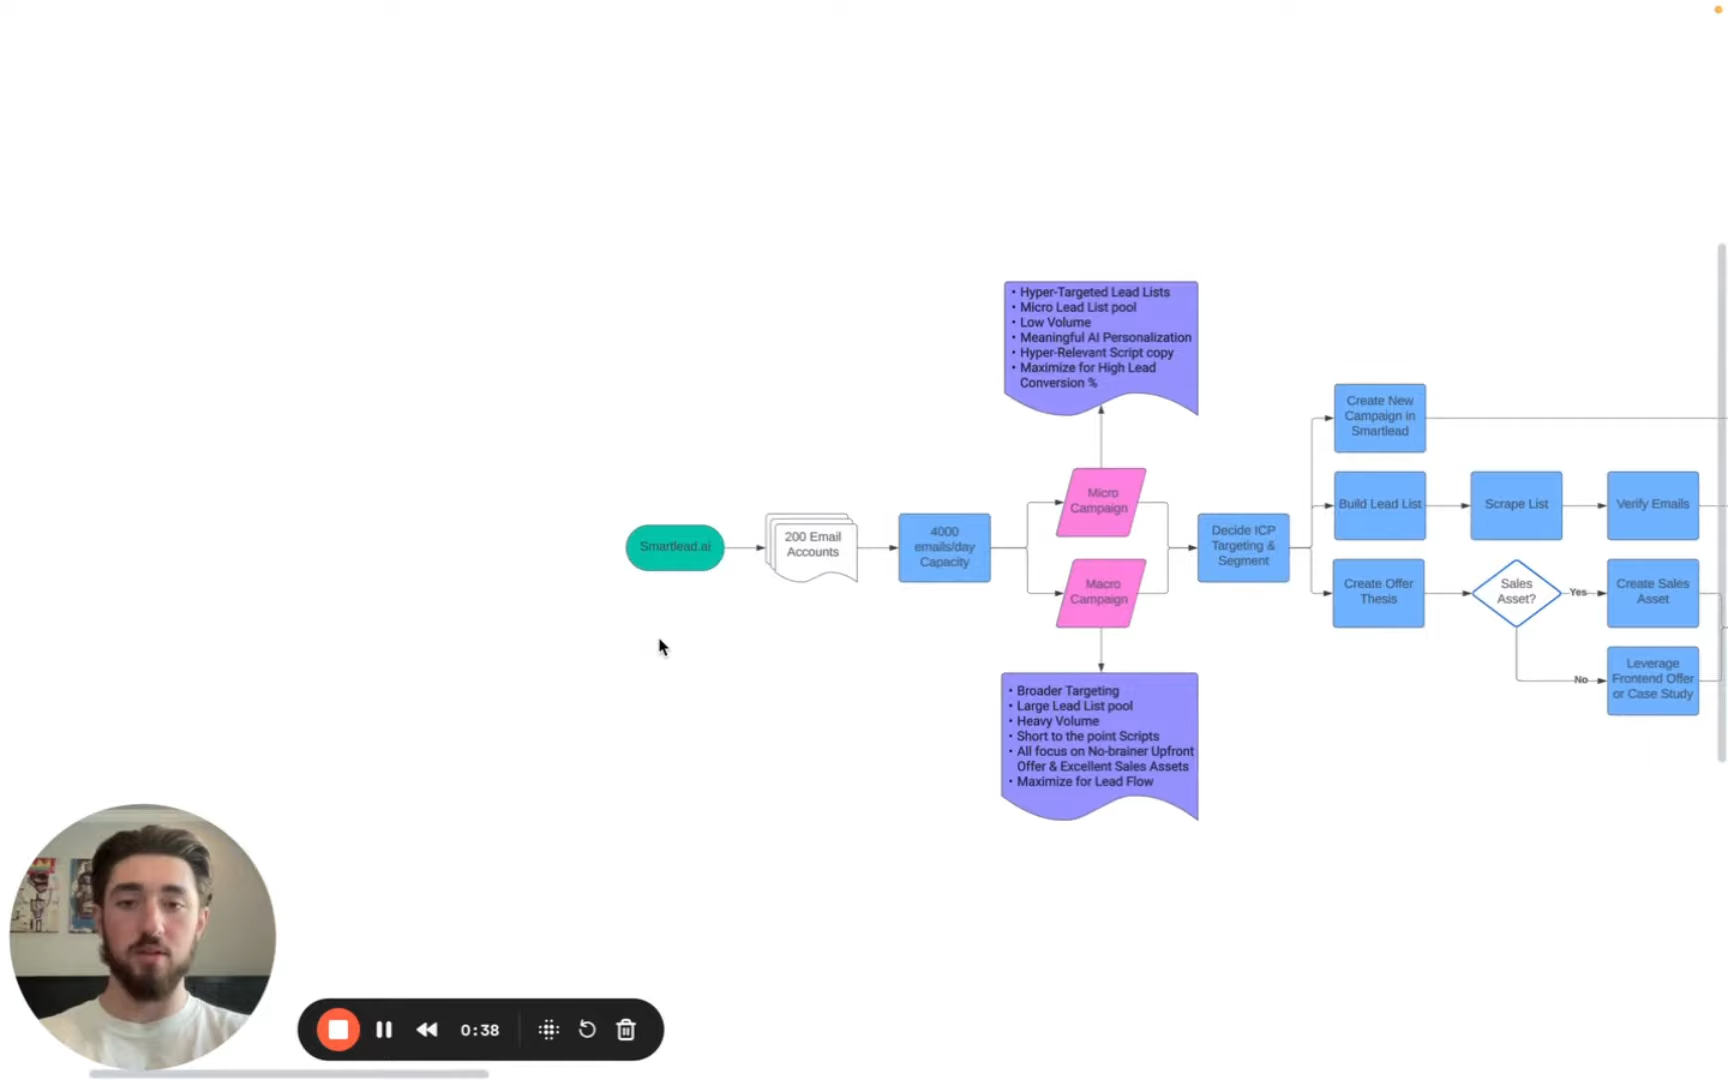 • Hyper-Targeted Lead Lists
• Micro Lead List pool
• Low Volume
• Meaningful AI Personalization
• Hyper-Relevant Script copy
• Maximize for High Lead
Conversion %
Smartlead.ai
200 Email
Accounts
4000
emails/day
Capacity
Micro
Campaign
Macro
Campaign
• Broader Targeting
• Large Lead List pool
• Heavy Volume
• Short to the point Scripts
• All focus on No-brainer Upfront
Offer & Excellent Sales Assets
• Maximize for Lead Flow
Decide ICP
Targeting &
Segment
Create New
Campaign in
Smartlead
Build Lead List
Scrape List
Verify Emails
Create Offer
Thesis
Sales
Asset?
Yes
Create Sales
Asset
No
Leverage
Frontend Offer
or Case Study
0:38